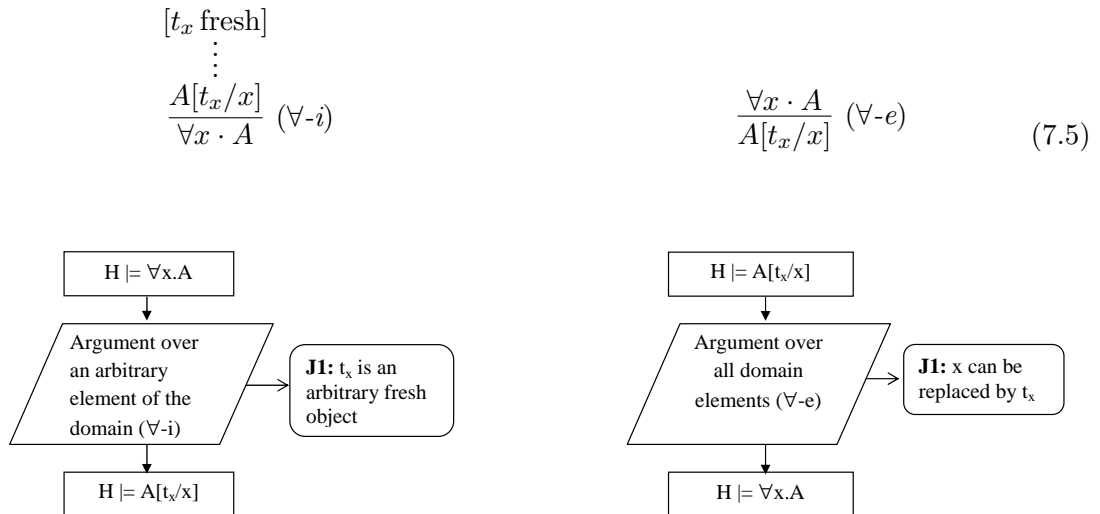 [t_x fresh]
A[t_x/x]
∀x · A
(∀-i)
∀x · A
A[t_x/x]
(∀-e)
(7.5)
H |= ∀x.A
Argument over
an arbitrary
element of the
domain (∀-i)
J1: t_x is an
arbitrary fresh
object
H |= A[t_x/x]
H |= A[t_x/x]
Argument over
all domain
elements (∀-e)
J1: x can be
replaced by t_x
H |= ∀x.A